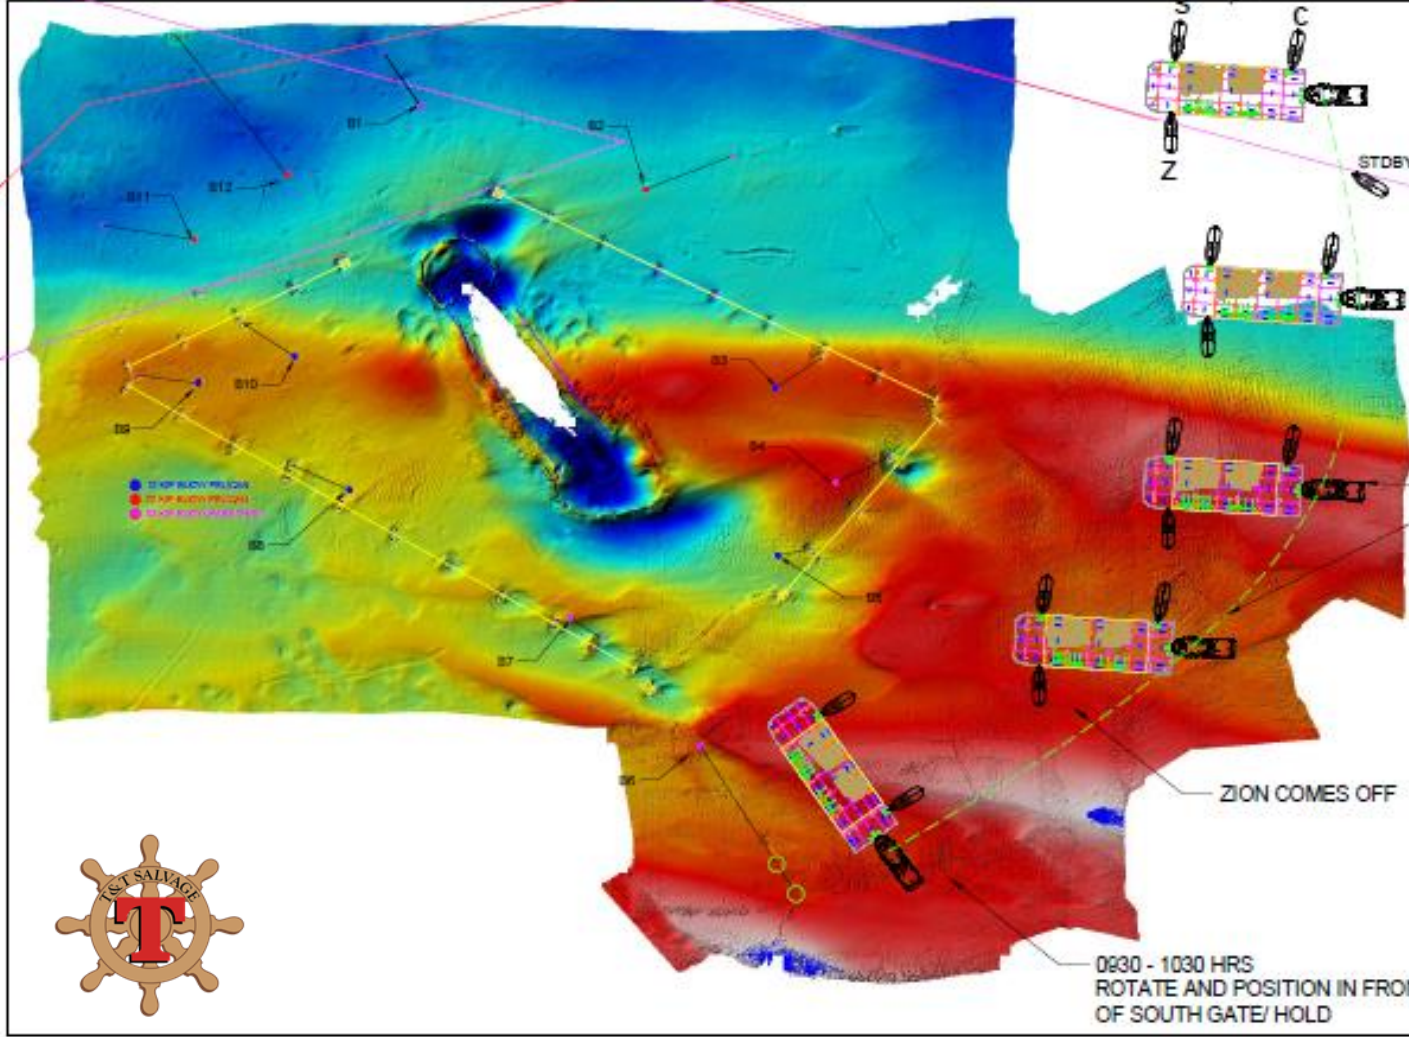 S
C
Z
STDBY
B1
B2
B12
B11
B3
B10
B4
B9
B8
B5
B7
B6
ZION COMES OFF
T&T SALVAGE
T
0930 - 1030 HRS
ROTATE AND POSITION IN FRO
OF SOUTH GATE/ HOLD